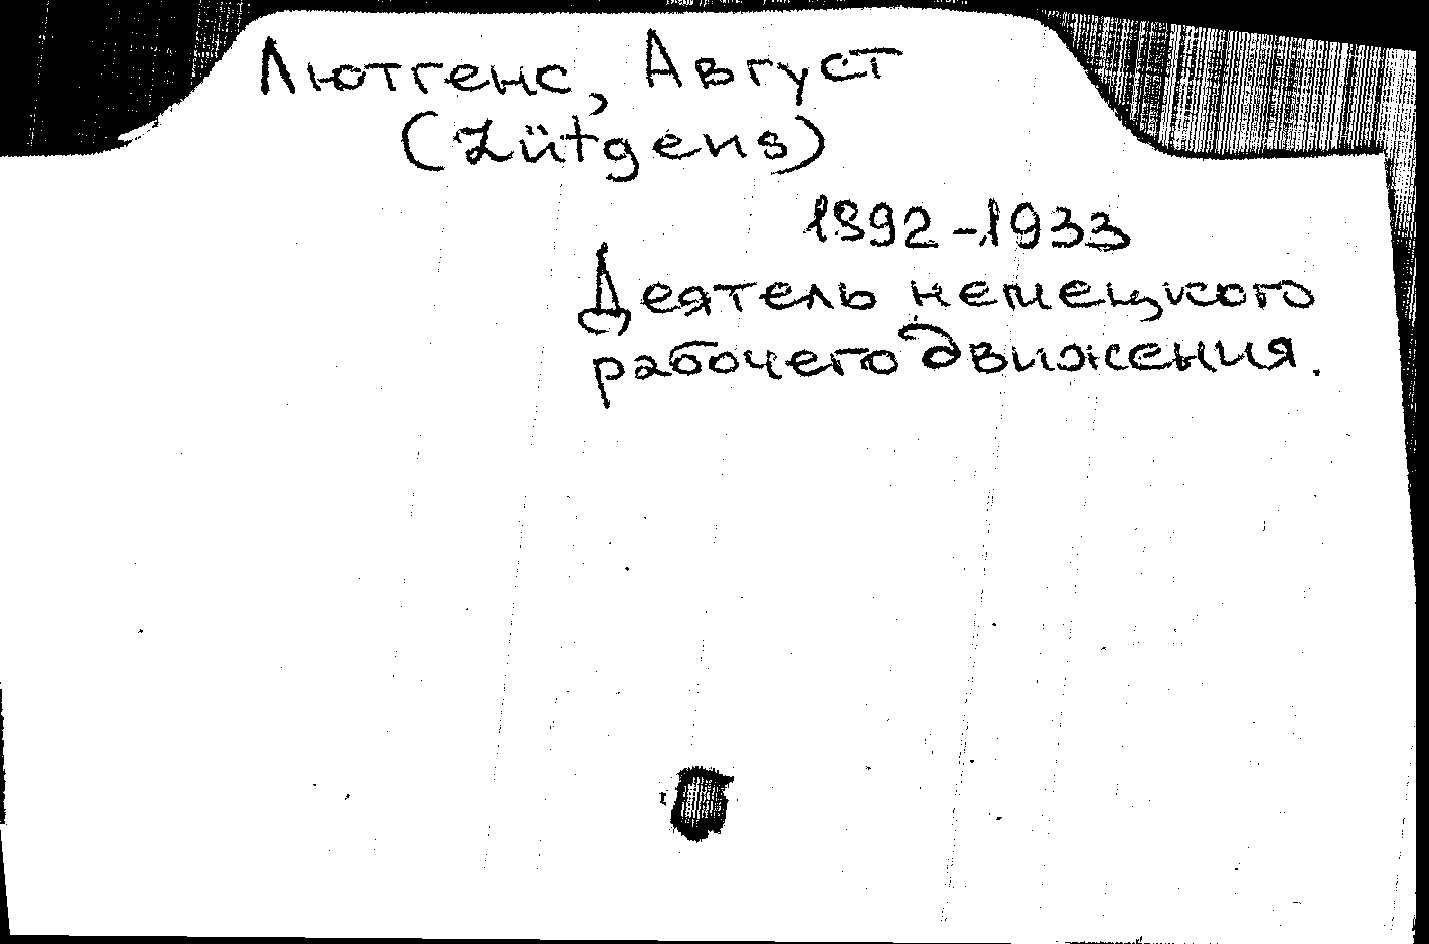 Лютгенс, Август
(Lütgens)
1892-1933
Деятель немецкого
рабочего движения.